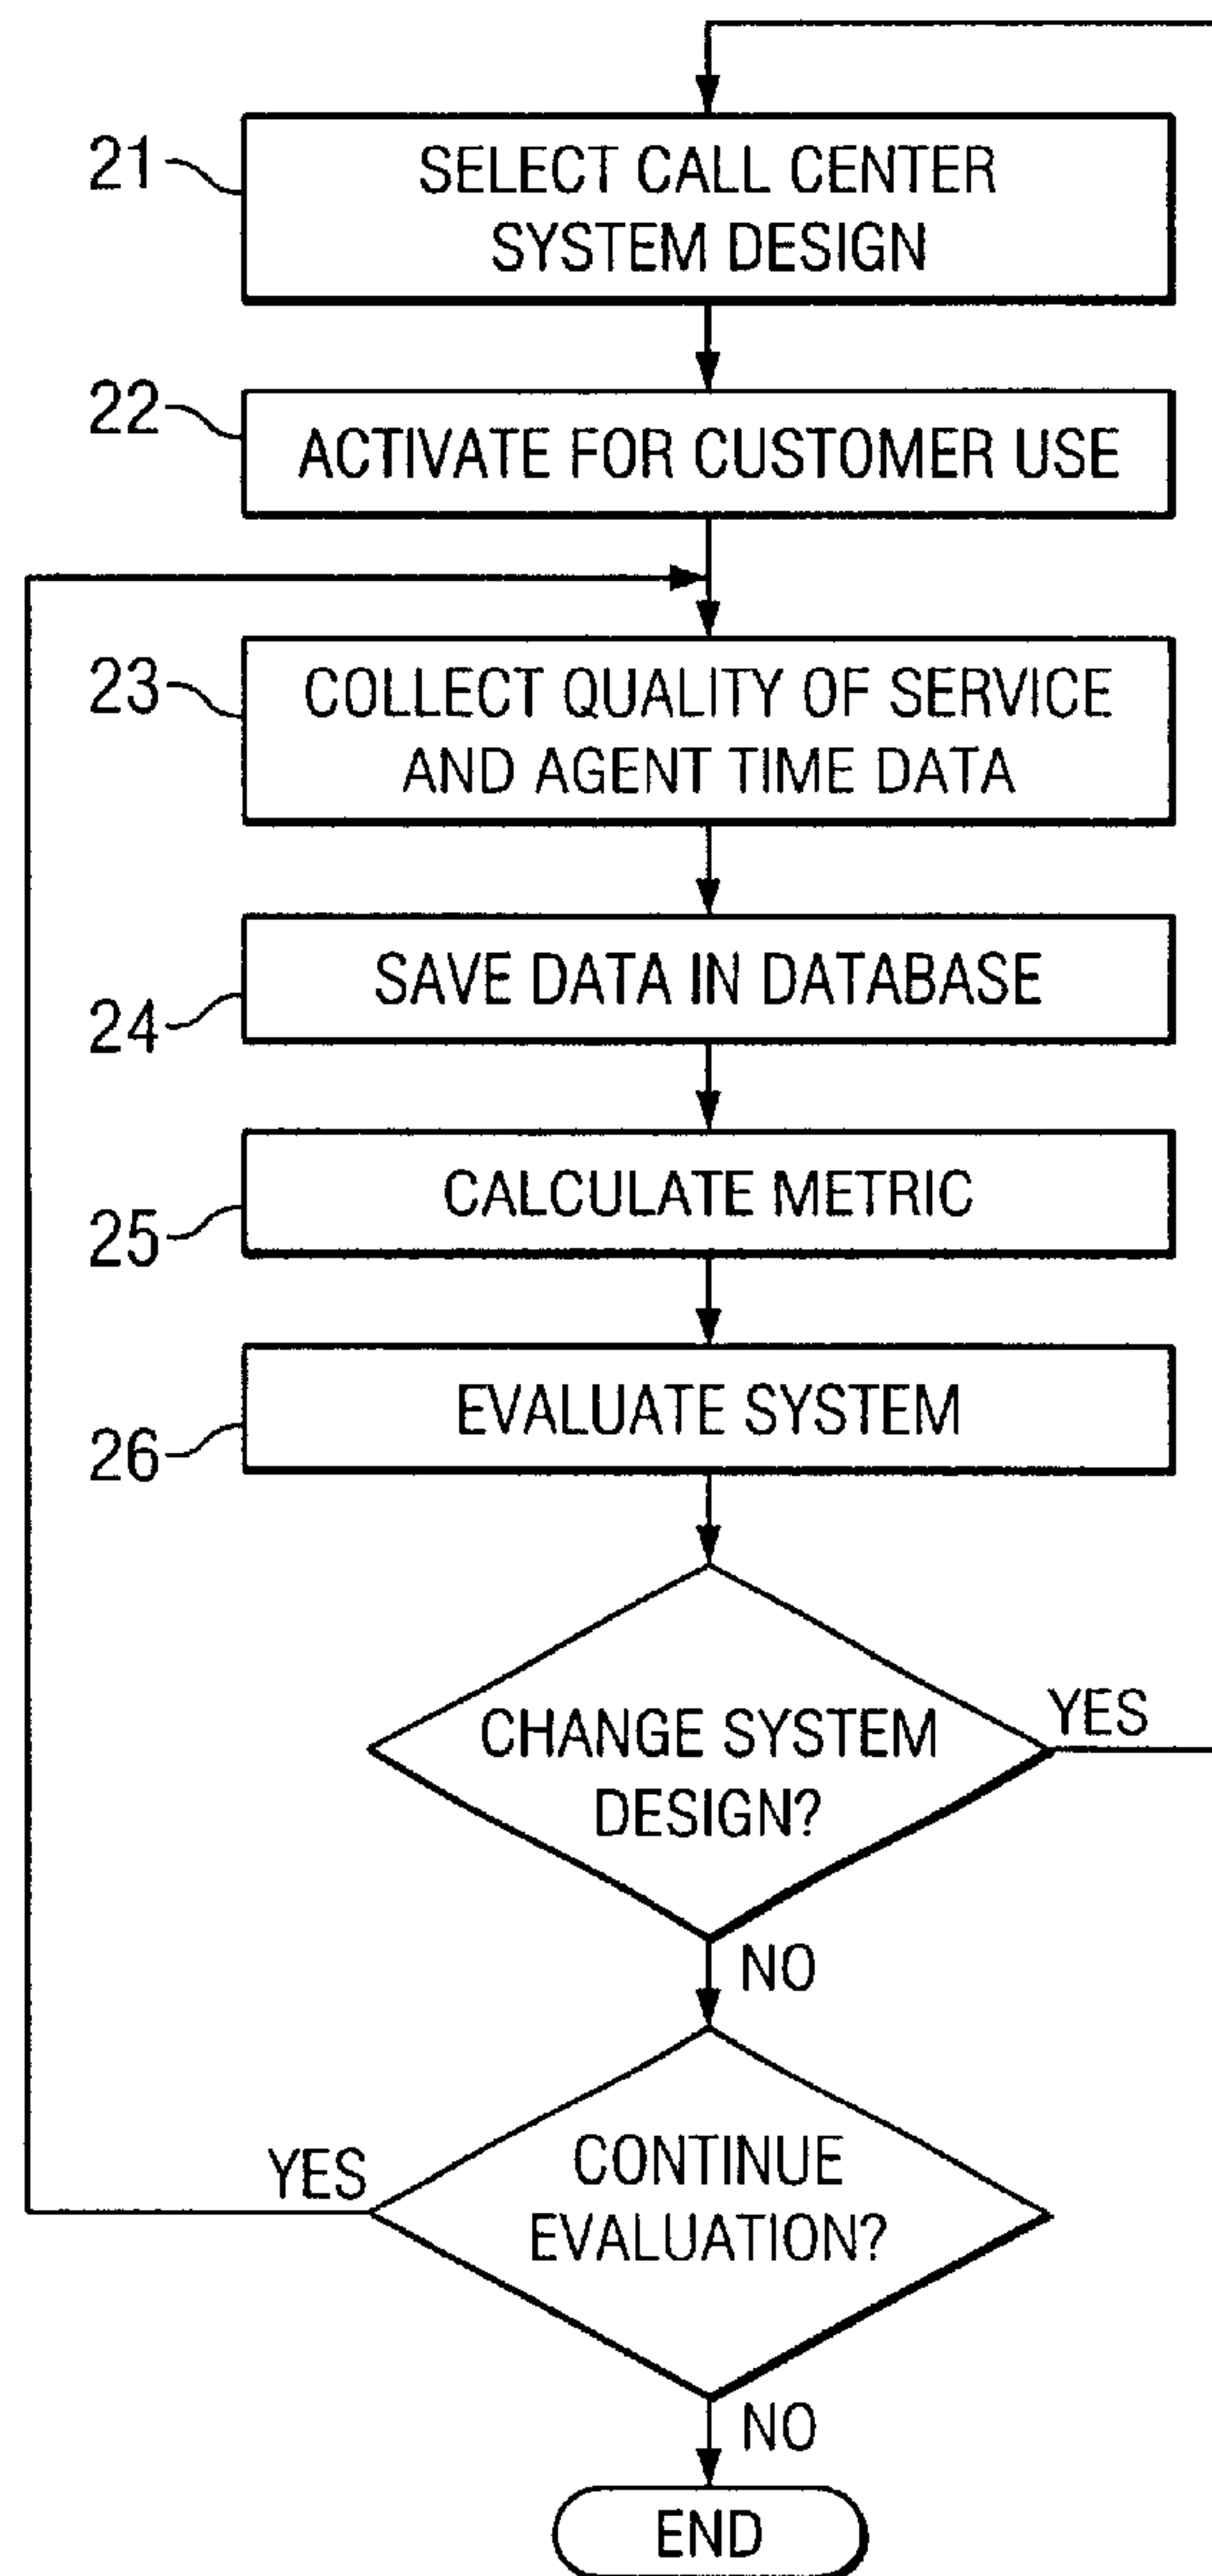 21
SELECT CALL CENTER
SYSTEM DESIGN
22
ACTIVATE FOR CUSTOMER USE
23
COLLECT QUALITY OF SERVICE
AND AGENT TIME DATA
24
SAVE DATA IN DATABASE
25
CALCULATE METRIC
26
EVALUATE SYSTEM
CHANGE SYSTEM
DESIGN?
YES
NO
CONTINUE
EVALUATION?
YES
NO
END